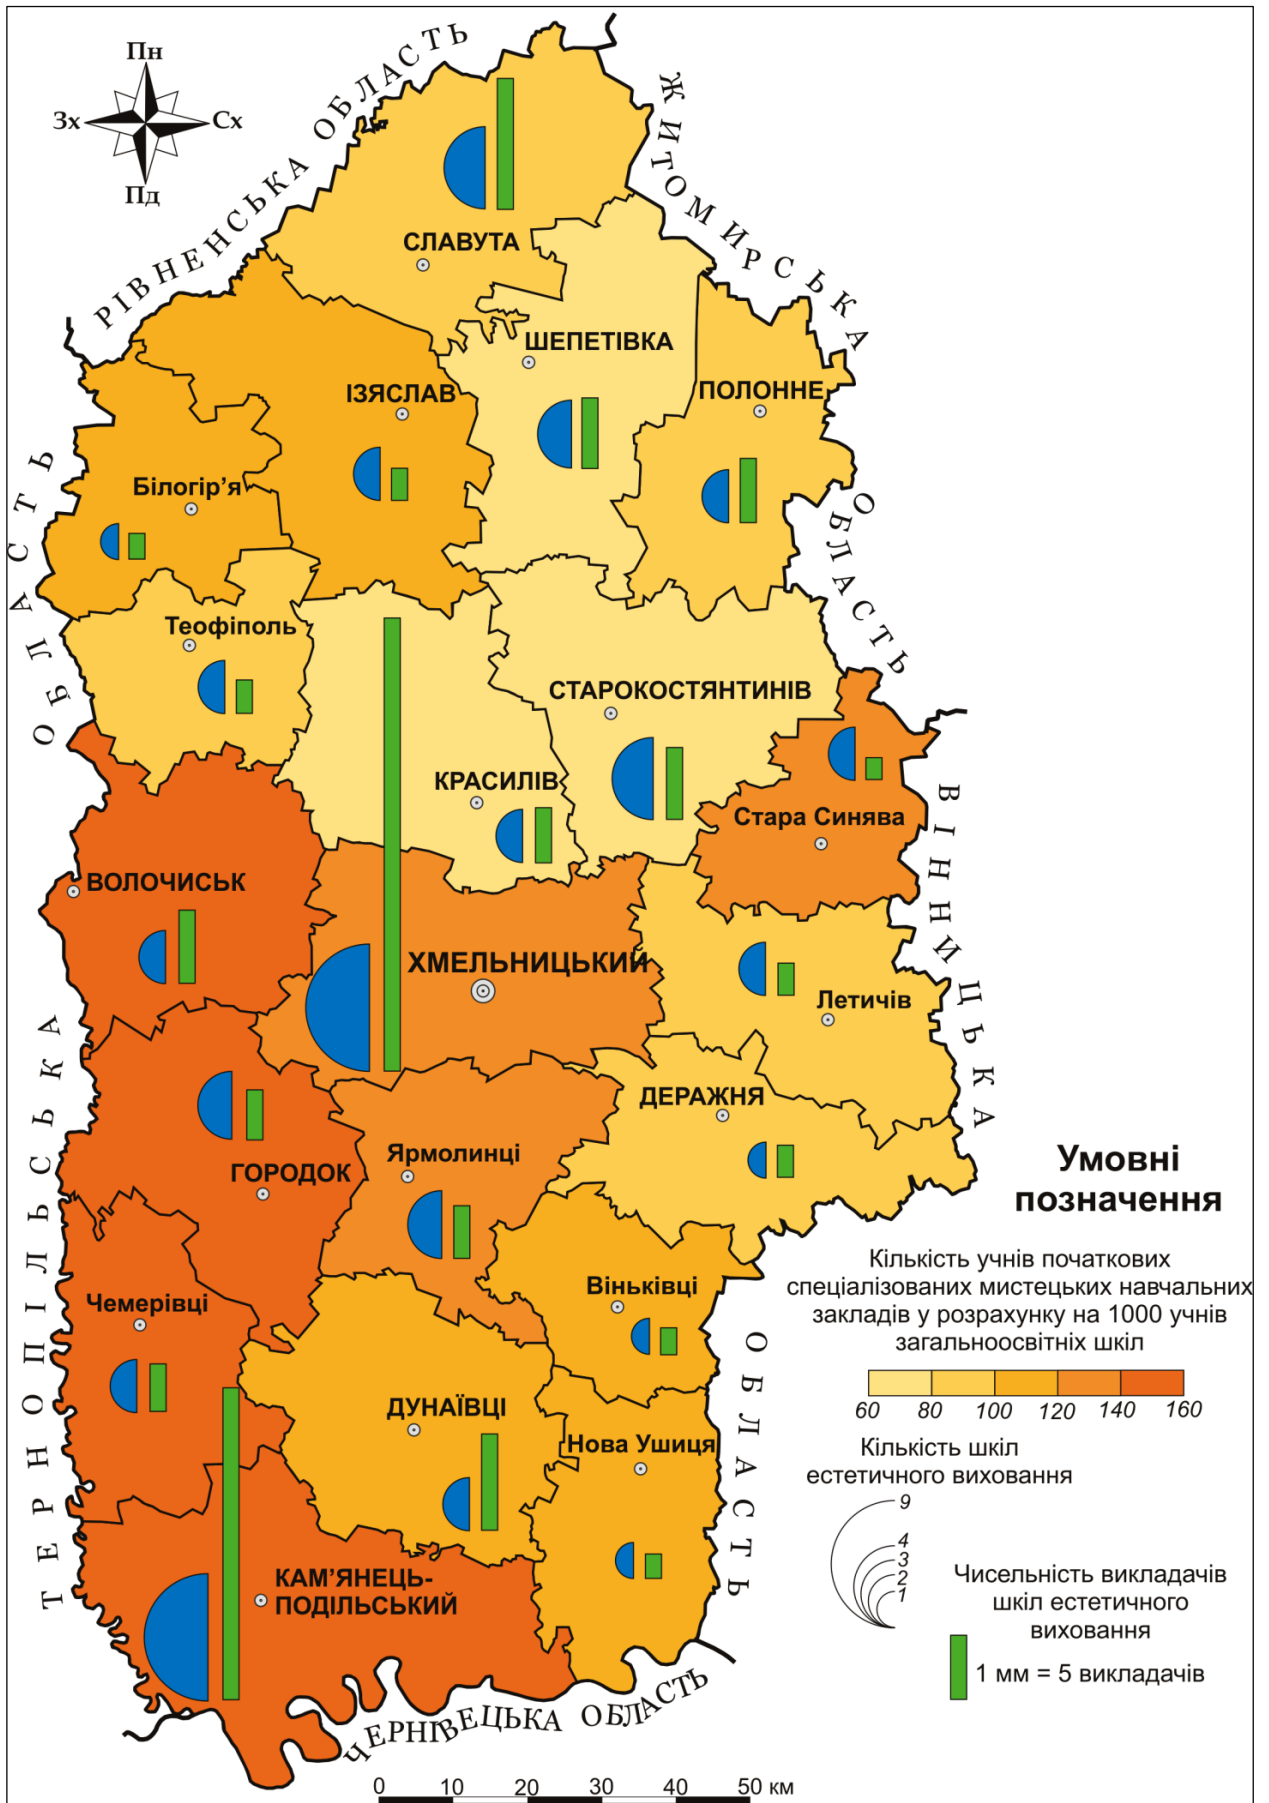 Пн
Зх
Сх
Пд
РІВНЕНСЬКА ОБЛАСТЬ
ЖИТОМИРСЬКА ОБЛАСТЬ
СЛАВУТА
ШЕПЕТІВКА
ІЗЯСЛАВ
ПОЛОННЕ
Білогір’я
Теофіполь
СТАРОКОСТЯНТИНІВ
КРАСИЛІВ
Стара Синява
ВОЛОЧИСЬК
ХМЕЛЬНИЦЬКИЙ
Летичів
ДЕРАЖНЯ
Ярмолинці
ГОРОДОК
Віньківці
Чемерівці
ДУНАЇВЦІ
Нова Ушиця
КАМ’ЯНЕЦЬ-
ПОДІЛЬСЬКИЙ
ТЕРНОПІЛЬСЬКА ОБЛАСТЬ
ВІННИЦЬКА ОБЛАСТЬ
ЧЕРНІВЕЦЬКА ОБЛАСТЬ
Умовні
позначення
Кількість учнів початкових
спеціалізованих мистецьких навчальних
закладів у розрахунку на 1000 учнів
загальноосвітніх шкіл
60 80 100 120 140 160
Кількість шкіл
естетичного виховання
9
4
3
2
1
Чисельність викладачів
шкіл естетичного
виховання
1 мм = 5 викладачів
0 10 20 30 40 50 км